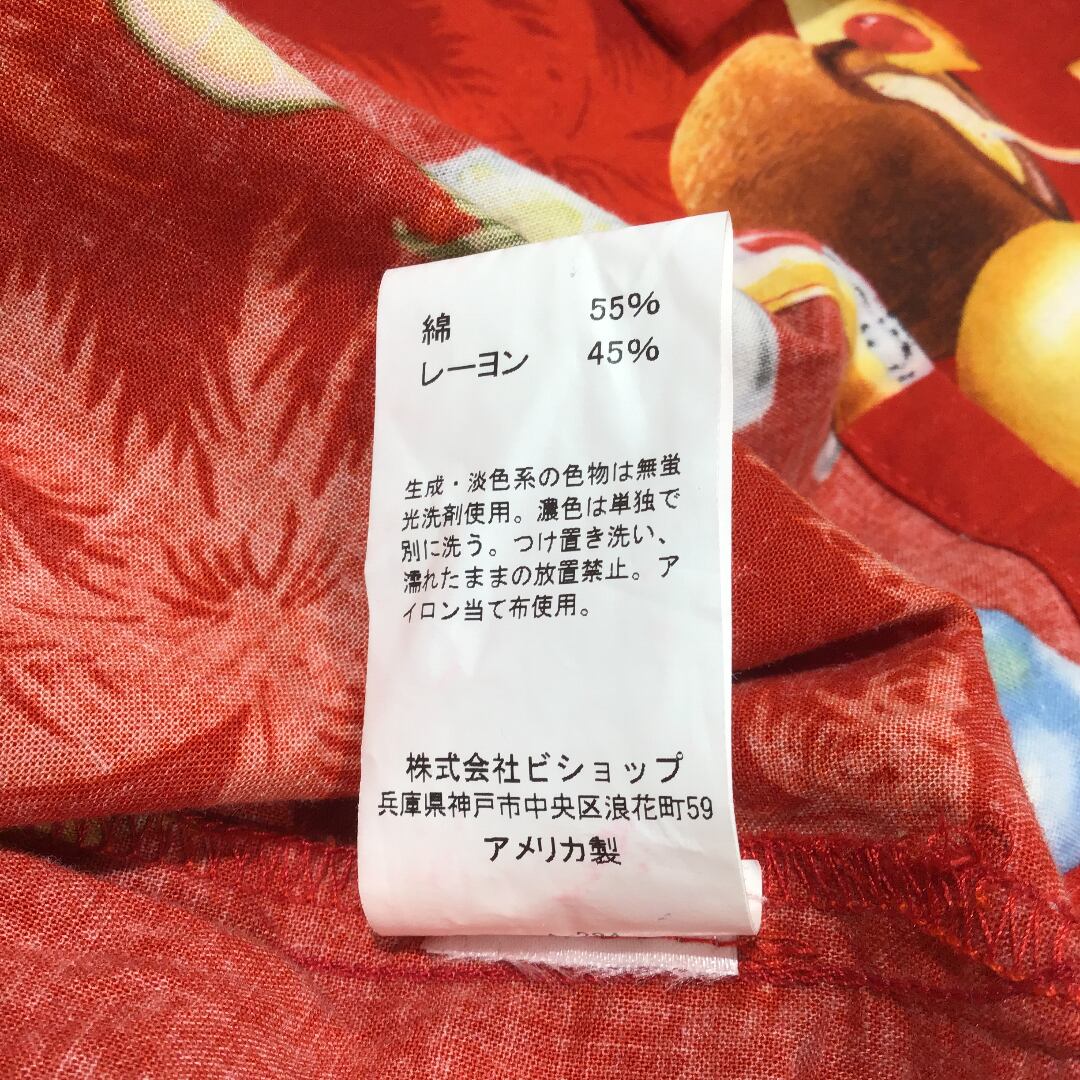 綿 55%
レーヨン 45%
生成・淡色系の色物は無蛍
光洗剤使用。濃色は単独で
別に洗う。つけ置き洗い、
濡れたままの放置禁止。ア
イロン当て布使用。
株式会社ビショップ
兵庫県神戸市中央区浪花町59
アメリカ製